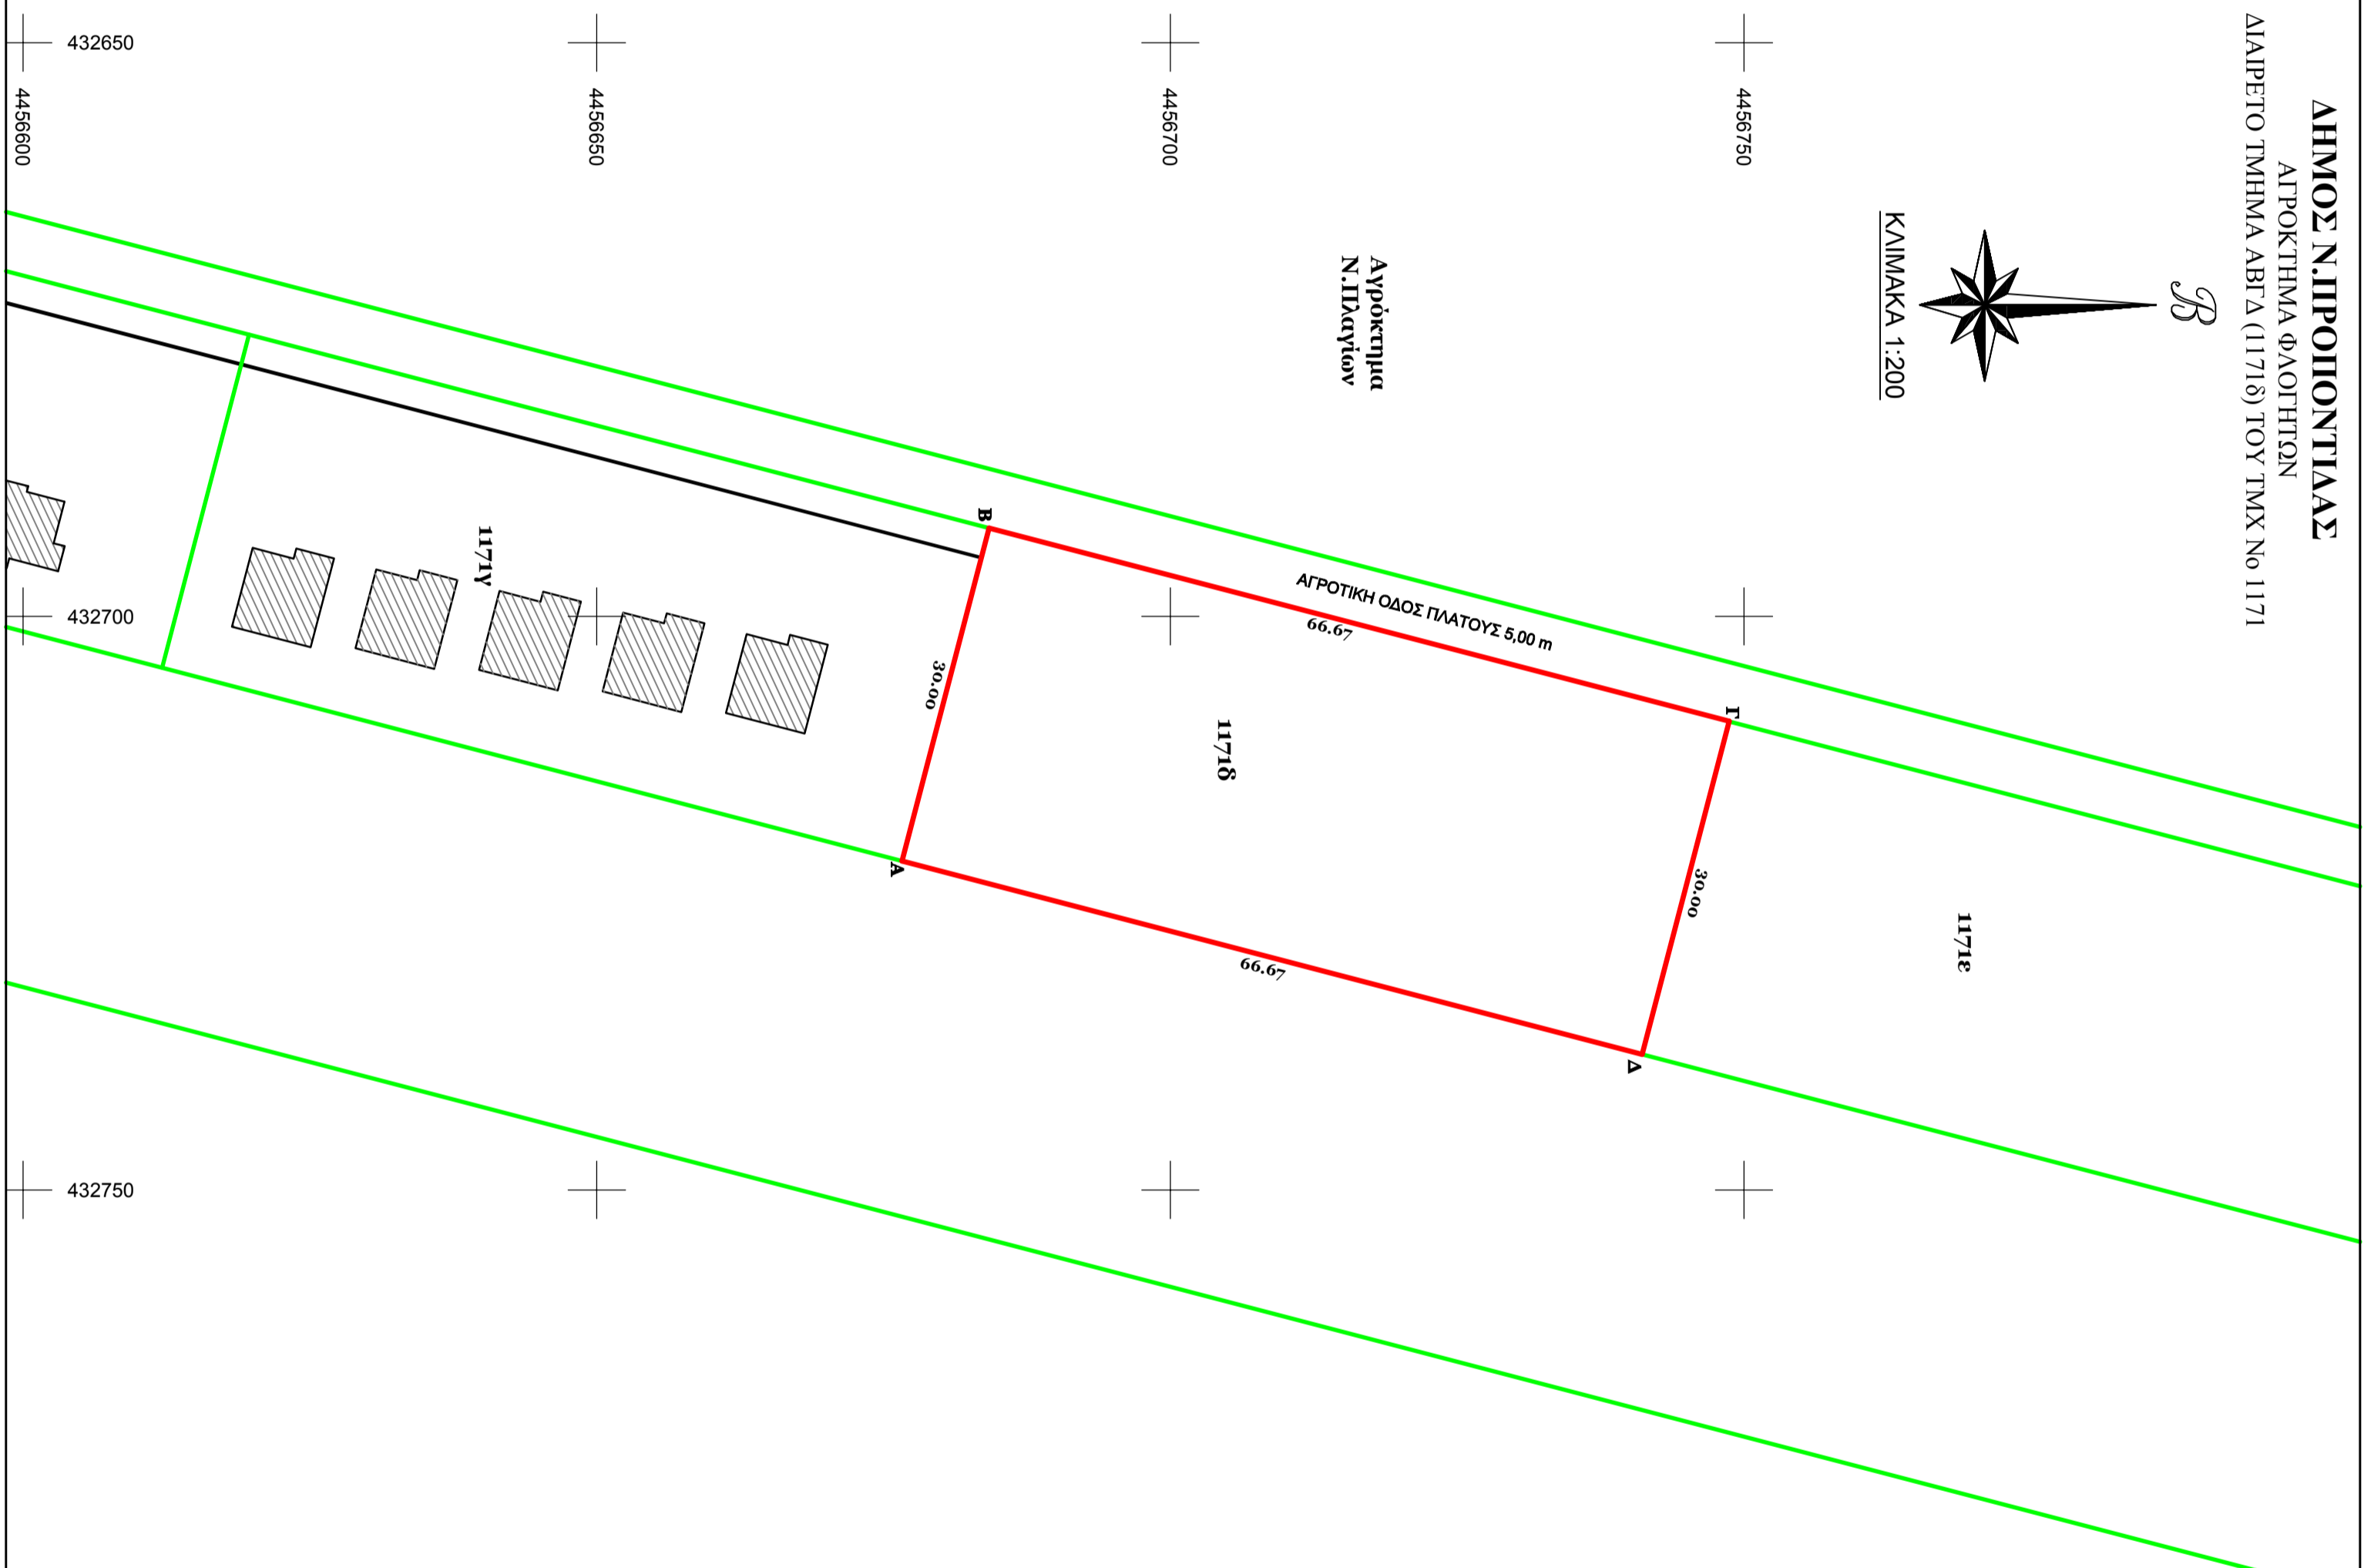 ΔΗΜΟΣ Ν.ΠΡΟΠΟΝΤΙΔΑΣ
ΑΓΡΟΚΤΗΜΑ ΦΛΟΓΗΤΩΝ
ΔΙΑΙΡΕΤΟ ΤΜΗΜΑ ΑΒΓΔ (1171δ) ΤΟΥ ΤΜΧ Νο 1171
Β
ΚΛΙΜΑΚΑ 1:200
4456750
4456700
4456650
4456600
432650
Αγρόκτημα
Ν.Πλαγίων
Β
ΑΓΡΟΤΙΚΗ ΟΔΟΣ ΠΛΑΤΟΥΣ 5,00 m
66.67
Γ
432700
1171γ
30.00
1171δ
30.00
1171ε
Α
66.67
Δ
432750